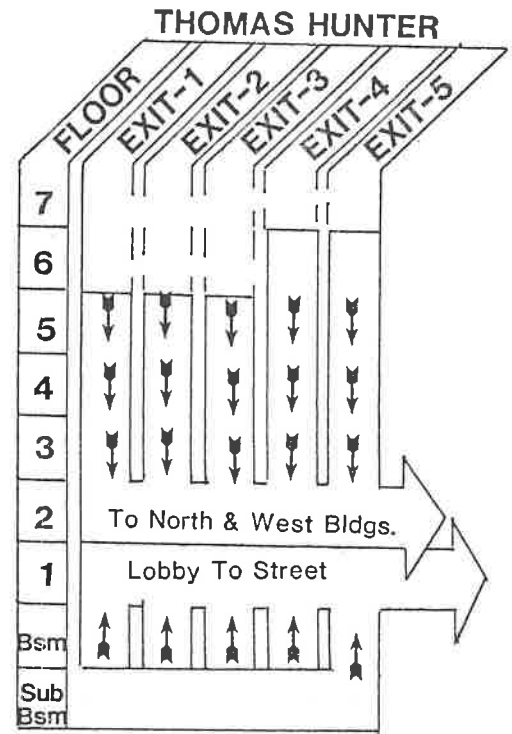 THOMAS HUNTER
FLOOR
EXIT-1
EXIT-2
EXIT-3
EXIT-4
EXIT-5
7
6
5
4
3
2
To North & West Bldgs.
1
Lobby To Street
Bsm
Sub
Bsm